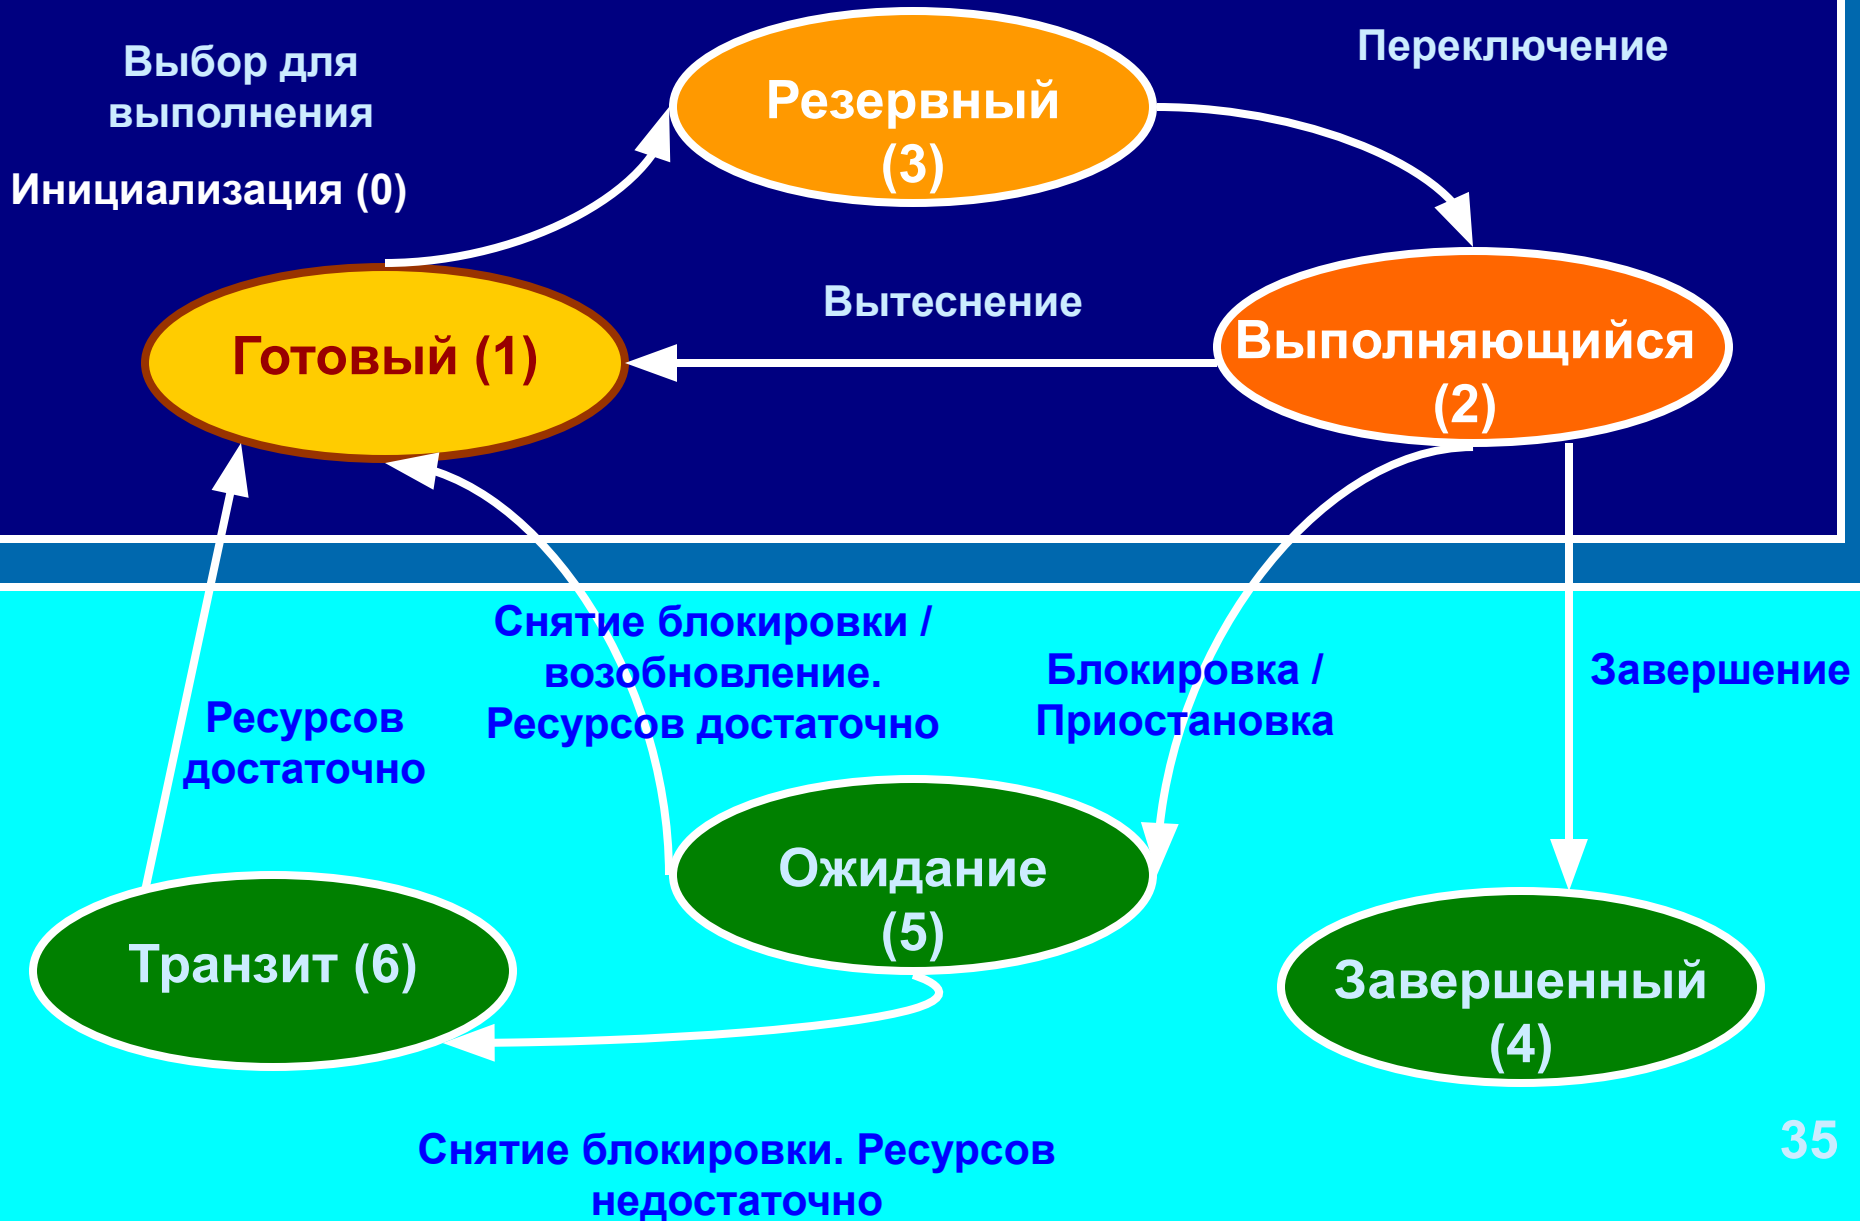 Выбор для
выполнения
Инициализация (0)
Резервный
(3)
Переключение
Готовый (1)
Вытеснение
Выполняющийся
(2)
Ресурсов
достаточно
Снятие блокировки /
возобновление.
Ресурсов достаточно
Блокировка /
Приостановка
Завершение
Транзит (6)
Ожидание
(5)
Завершенный
(4)
Снятие блокировки. Ресурсов
недостаточно
35